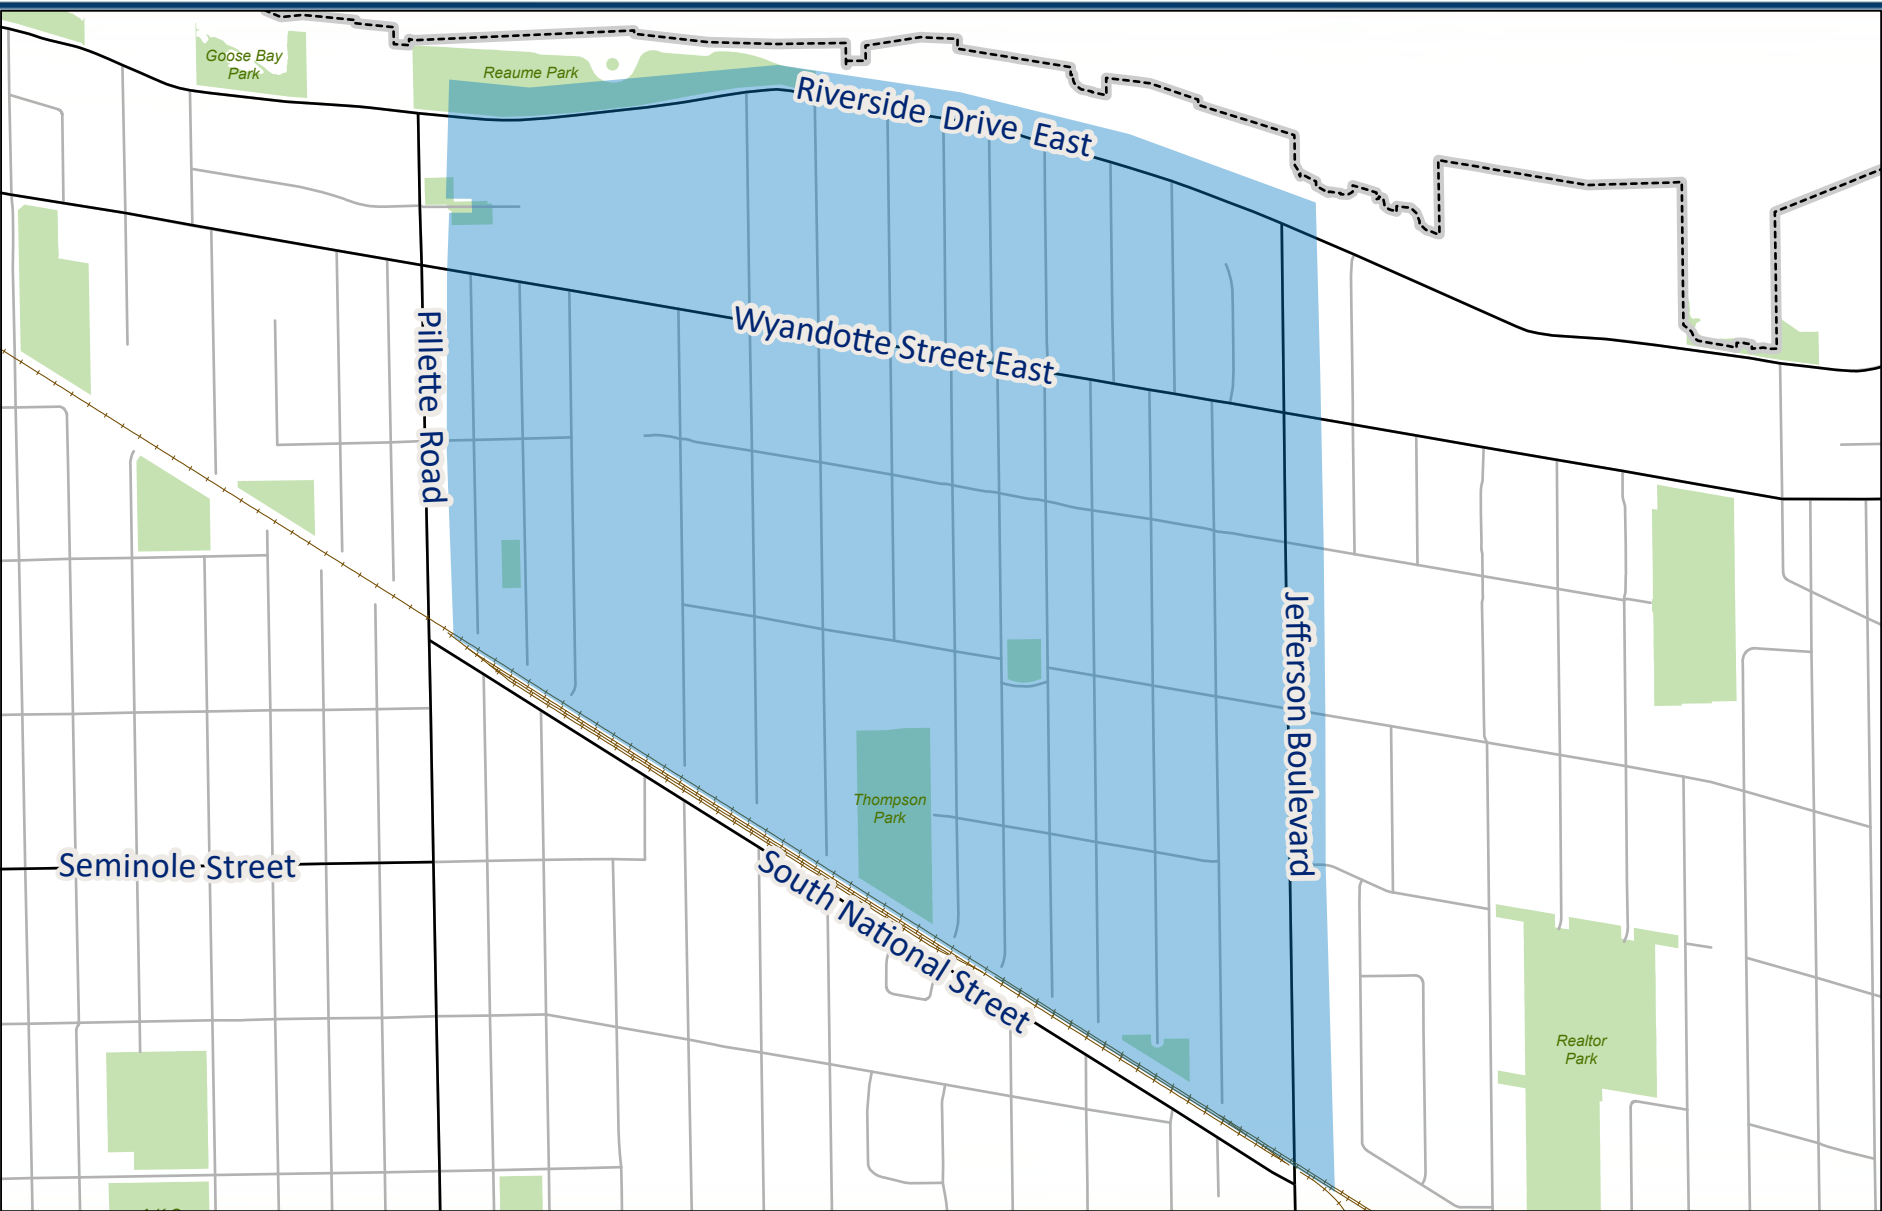 Goose Bay
Park
Reaume Park
Riverside Drive East
Wyandotte Street East
Pillette Road
Jefferson Boulevard
Thompson
Park
Seminole Street
South National Street
Realtor
Park